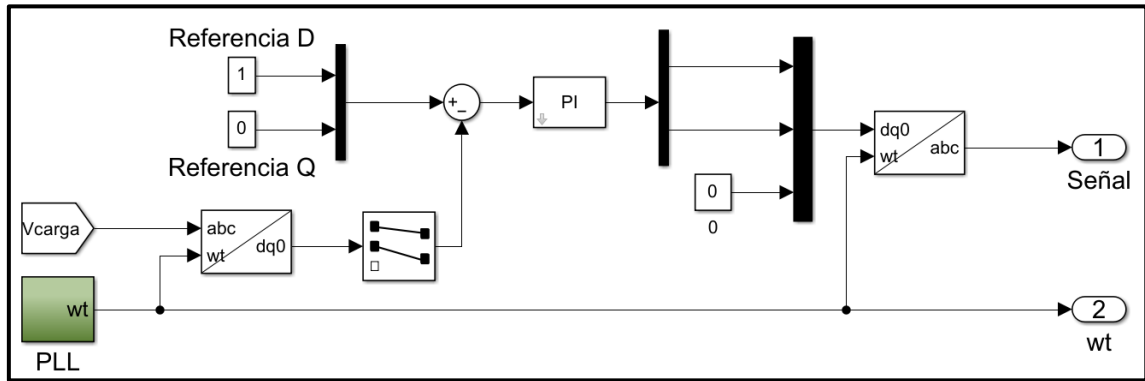 Referencia D
1
0
Referencia Q
+
-
PI
0
0
Vcarga
abc
wt
dq0
dq0
wt
abc
1
Señal
wt
PLL
2
wt